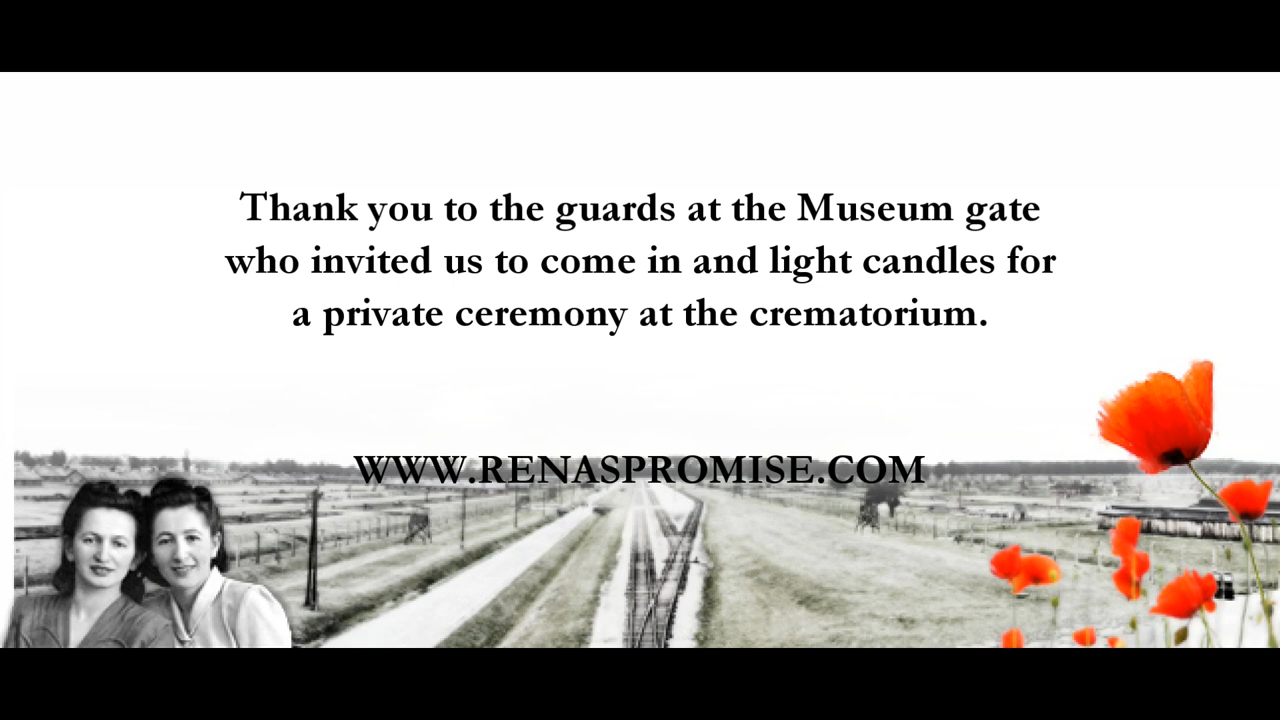 Thank you to the guards at the Museum gate
who invited us to come in and light candles for
a private ceremony at the crematorium.
WWW.RENASPROMISE.COM